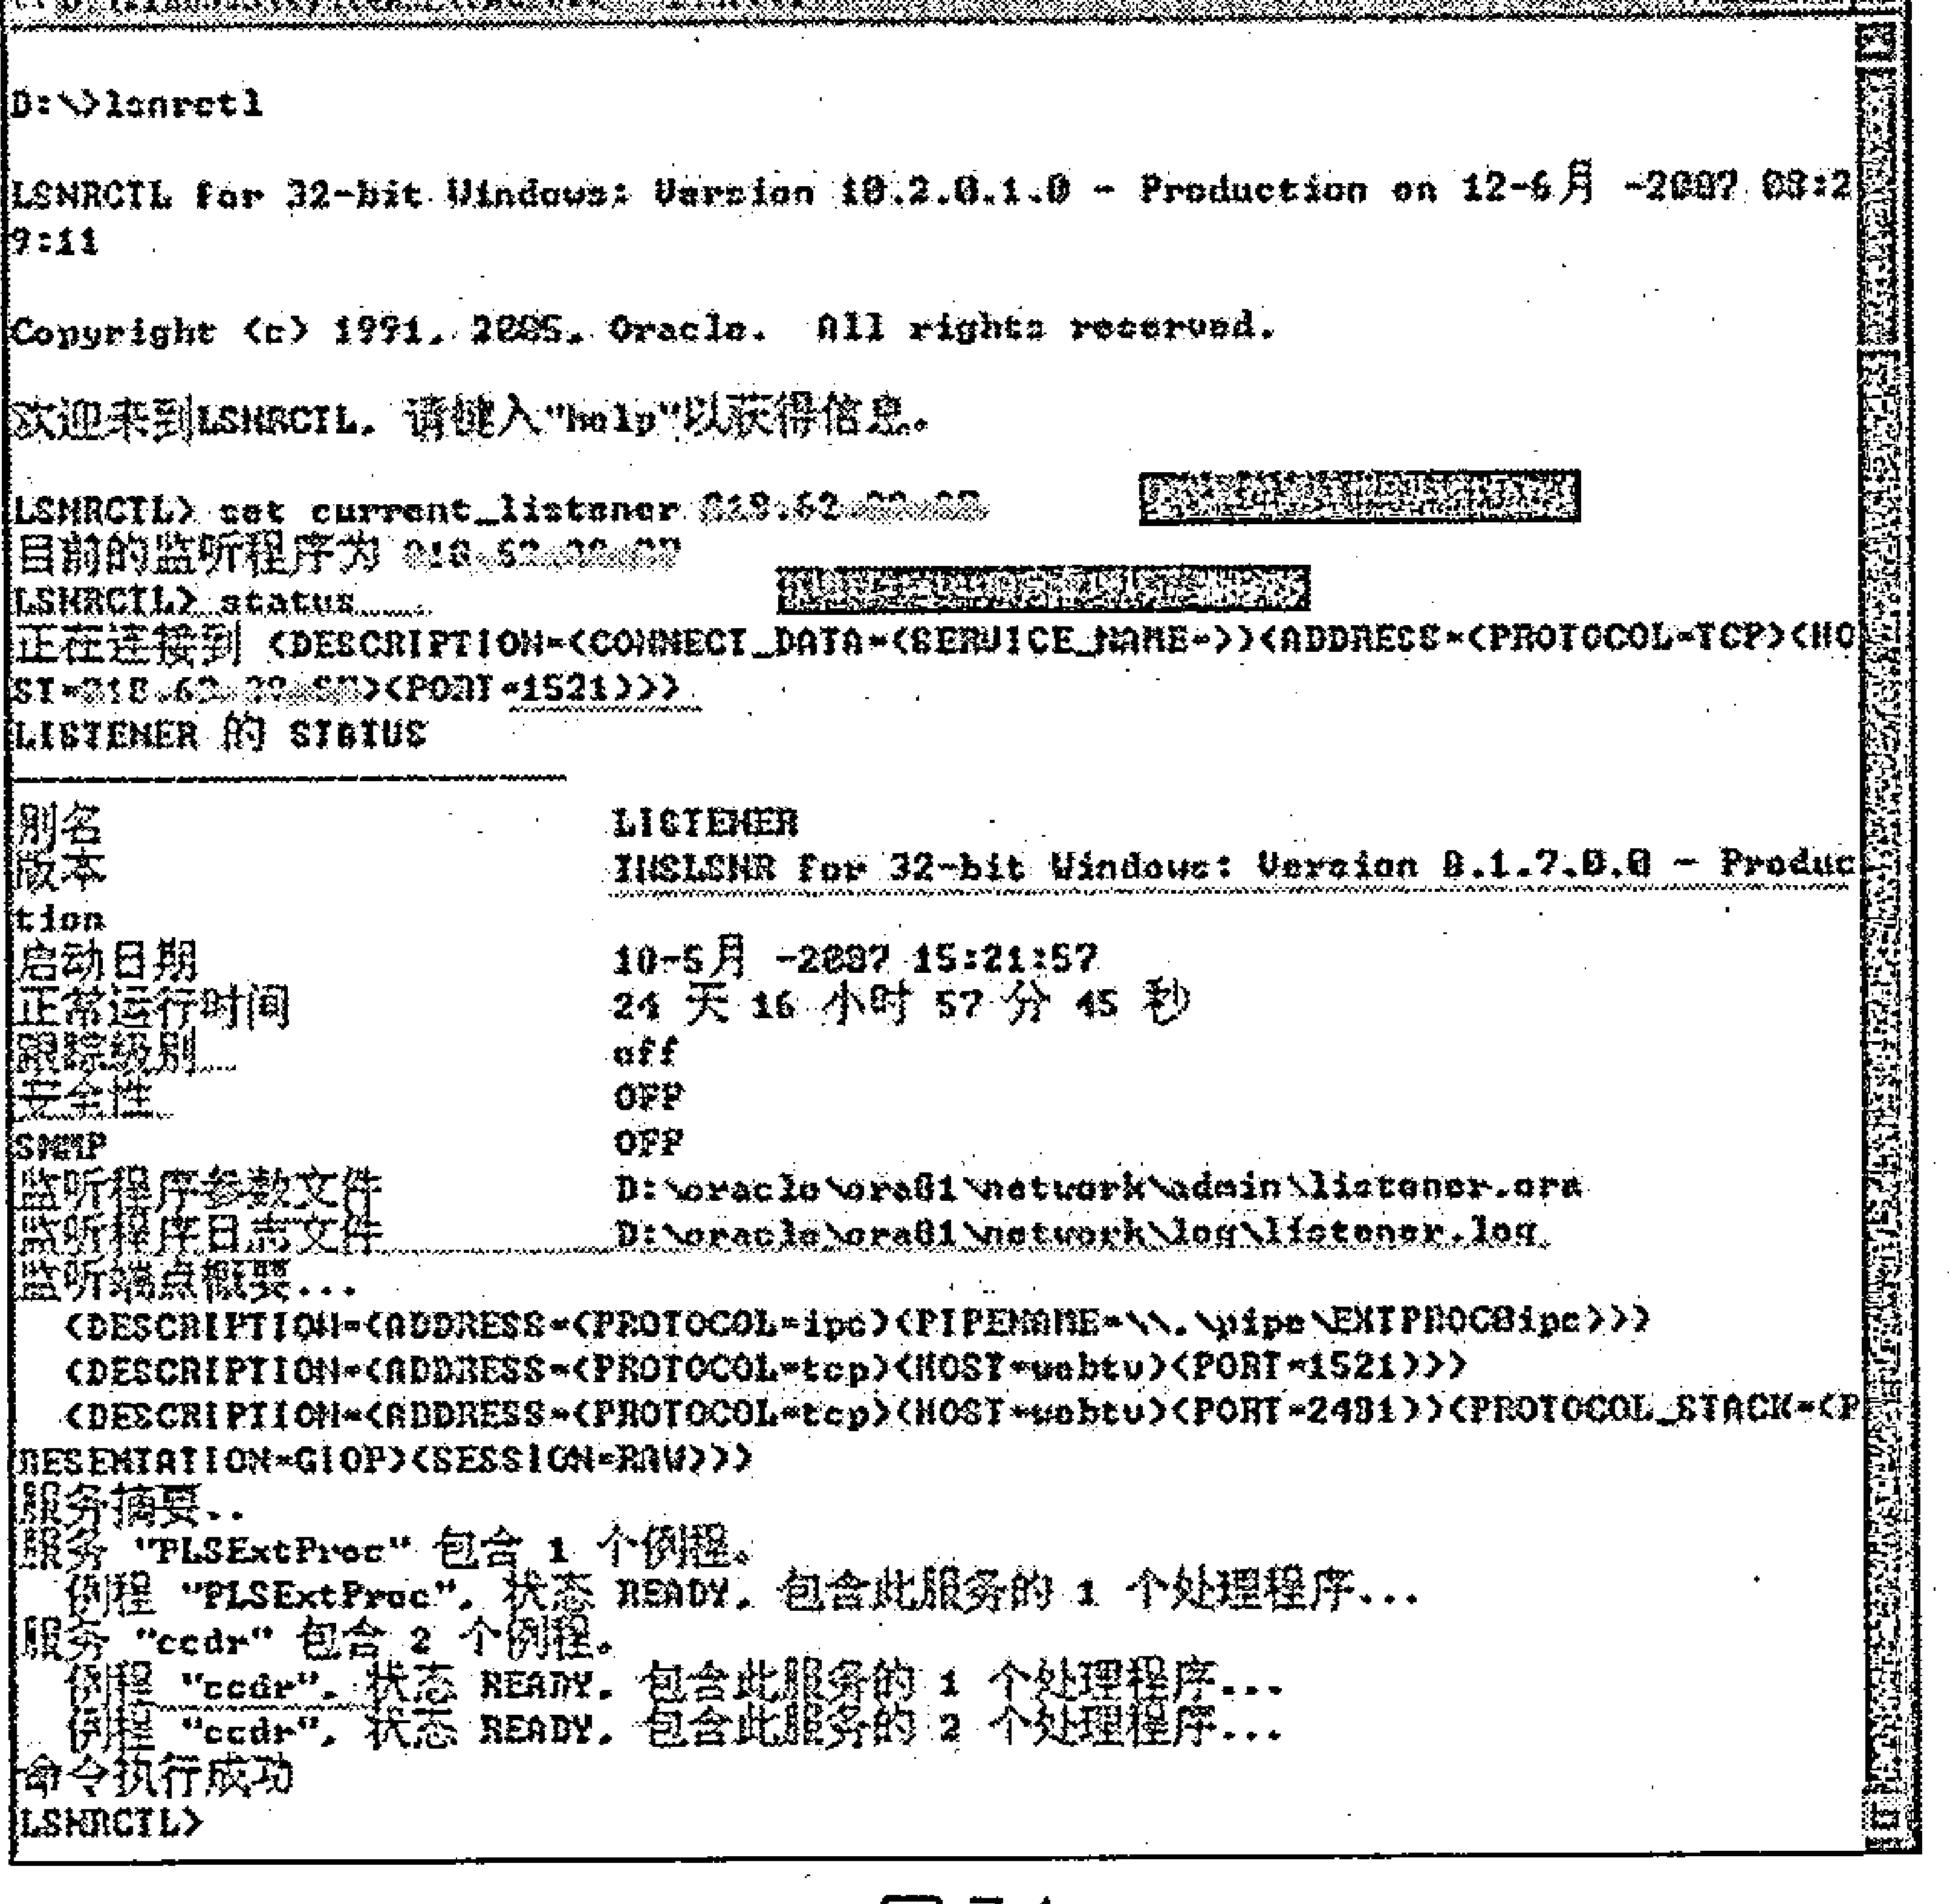 D:\>lsnrctl
LSNRCTL for 32-bit Windows: Version 10.2.0.1.0 - Production on 12-6月 -2007 08:2
9:11
Copyright (c) 1991, 2005, Oracle.  All rights reserved.
欢迎来到LSNRCTL, 请键入"help"以获得信息。
LSNRCTL> set current_listener
目前的监听程序为
LSNRCTL> status
正在连接到 (DESCRIPTION=(CONNECT_DATA=(SERVICE_NAME=))(ADDRESS=(PROTOCOL=TCP)(HO
ST=)(PORT=1521)))
LISTENER 的 STATUS
------------------------
别名 LISTENER
版本 TNSLSNR for 32-bit Windows: Version 8.1.7.0.0 - Produc
tion
启动日期 10-5月 -2007 15:21:57
正常运行时间 24 天 16 小时 57 分 45 秒
跟踪级别 off
安全性 OFF
SNMP OFF
监听程序参数文件 D:\oracle\ora81\network\admin\listener.ora
监听程序日志文件 D:\oracle\ora81\network\log\listener.log
监听端点概要...
(DESCRIPTION=(ADDRESS=(PROTOCOL=ipc)(PIPENAME=\\.\pipe\EXTPROC0ipc)))
(DESCRIPTION=(ADDRESS=(PROTOCOL=tcp)(HOST=webtv)(PORT=1521)))
(DESCRIPTION=(ADDRESS=(PROTOCOL=tcp)(HOST=webtv)(PORT=2481))(PROTOCOL_STACK=(P
RESENTATION=GIOP)(SESSION=RAW)))
服务摘要..
服务 "PLSExtProc" 包含 1 个例程。
例程 "PLSExtProc", 状态 READY, 包含此服务的 1 个处理程序...
服务 "ccdr" 包含 2 个例程。
例程 "ccdr", 状态 READY, 包含此服务的 1 个处理程序...
例程 "ccdr", 状态 READY, 包含此服务的 2 个处理程序...
命令执行成功
LSNRCTL>